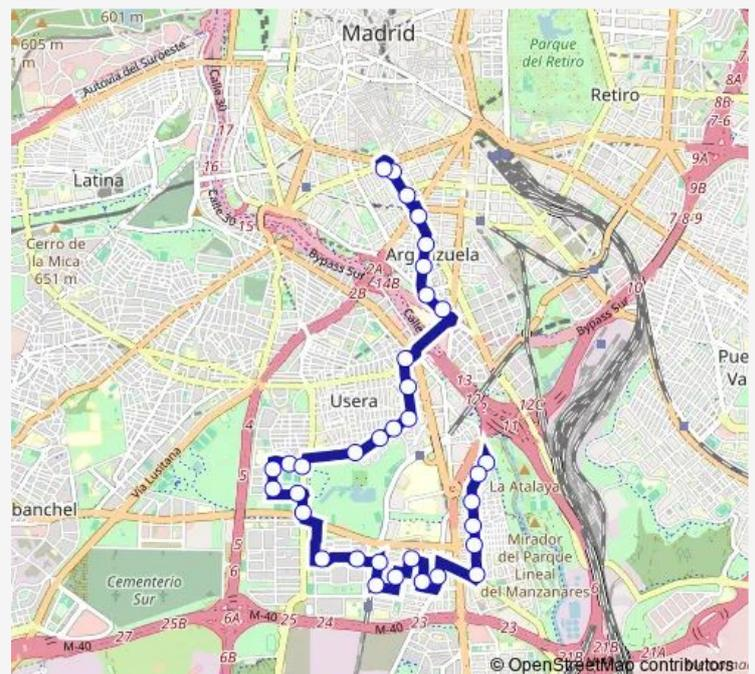 601 m
Madrid
605 m
Autovía del Suroeste
Parque
del Retiro
Calle 30
Retiro
8A
8B
7-6
17
9A
16
Latina
9B
Calle 30
7-8-9
15
Cerro de
la Mica
651 m
Arganzuela
Bypass Sur
2A
14B
2B
Calle
10
Bypass Sur
Pue
Va
13
12
12C
11
Usera
4
Vía Lusitana
5
La Atalaya
banchel
Mirador
del Parque
Lineal
del Manzanares
5
6
Cementerio
Sur
6
M-40
27
25B
6A
M-40
25
24
M-40
23
23
6B
21B
21A
© OpenStreetMap contributors